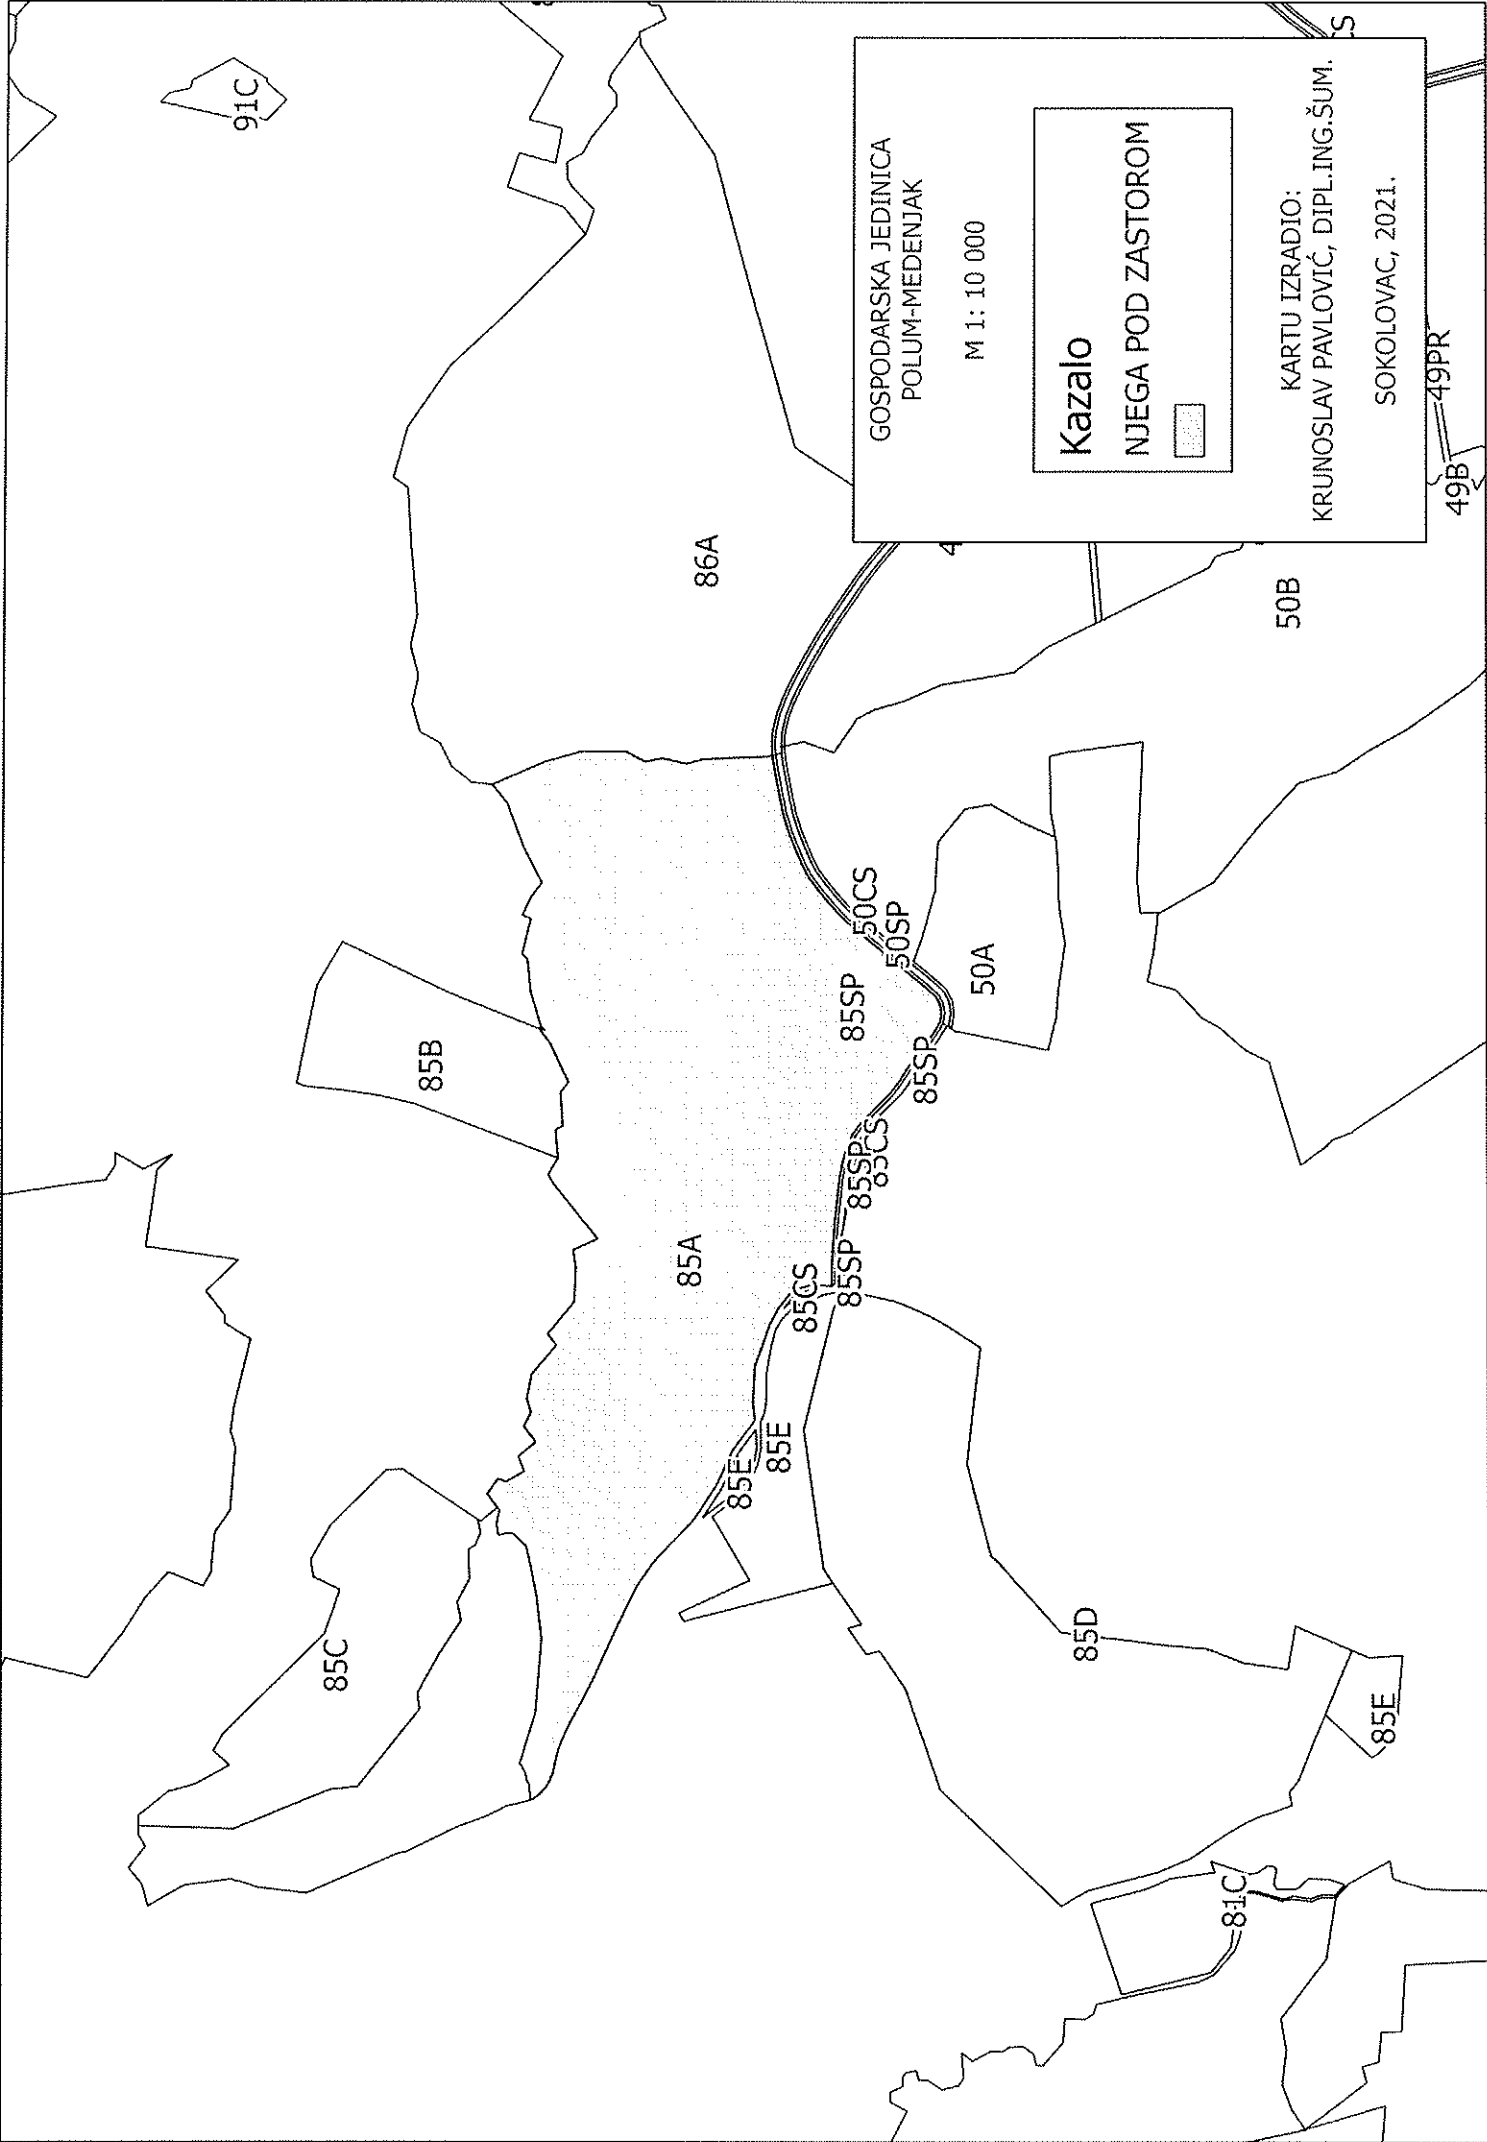 91C
86A
85B
85C
85A
85SP
50CS
50SP
50A
85SP
85CS
85SP
85SP
85CS
85E
85E
85D
85E
81C
50B
49B
49PR
GOSPODARSKA JEDINICA
POLUM-MEDENJAK
M 1: 10 000
Kazalo
NJEGA POD ZASTOROM
KARTU IZRADIO:
KRUNOSLAV PAVLOVIĆ, DIPL.ING.ŠUM.
SOKOLOVAC, 2021.